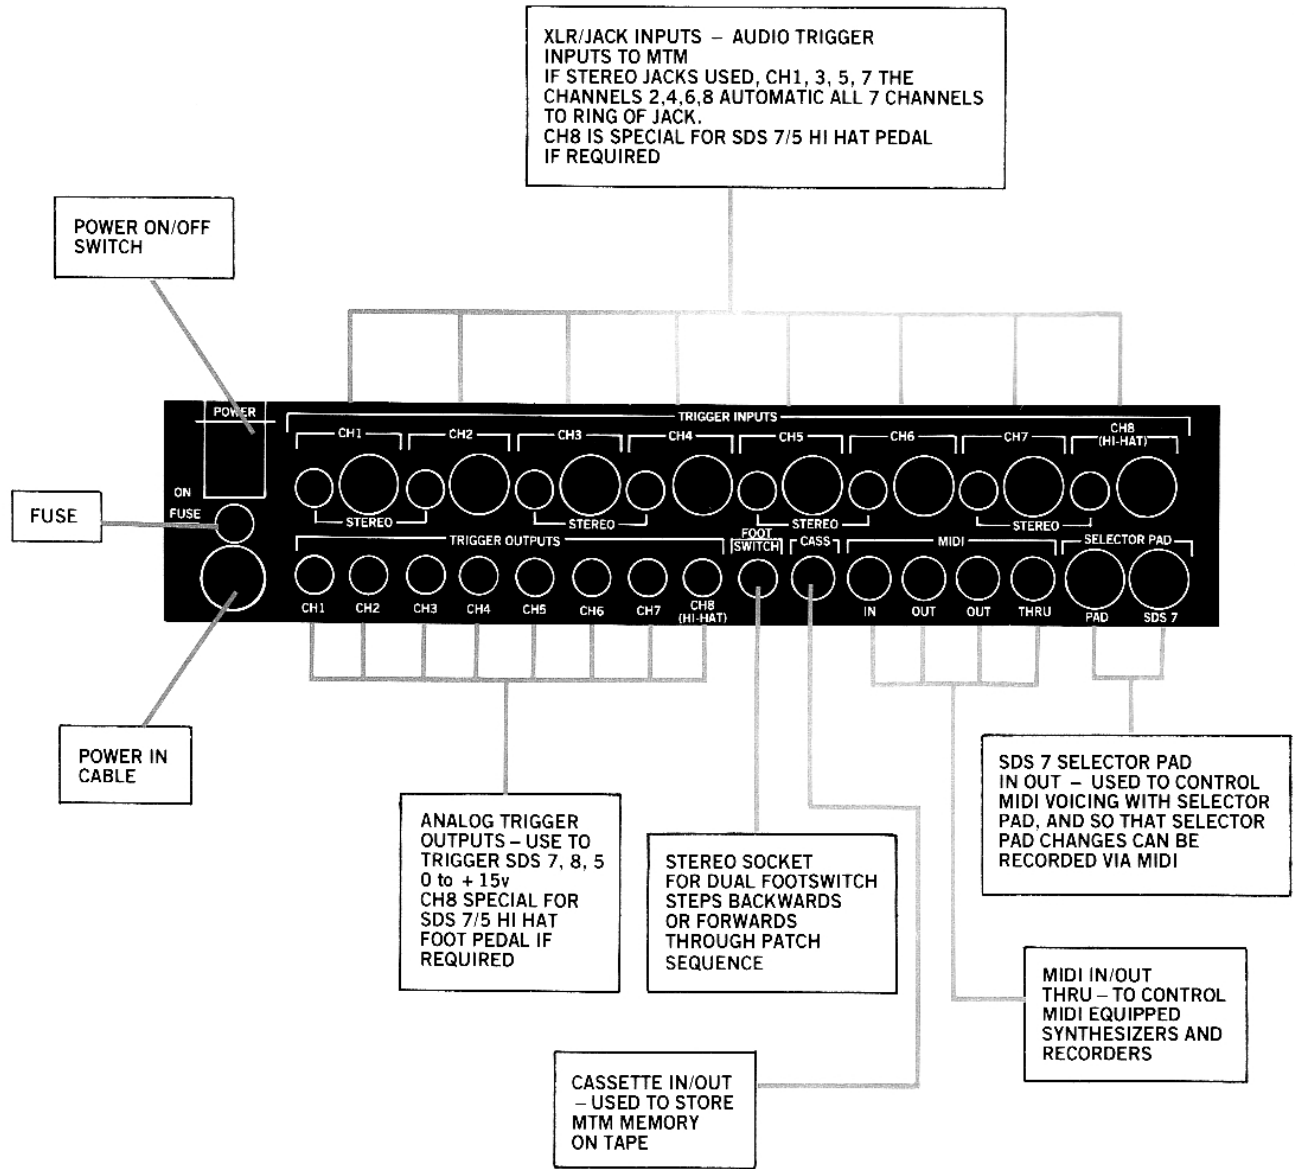 XLR/JACK INPUTS – AUDIO TRIGGER
INPUTS TO MTM
IF STEREO JACKS USED, CH1, 3, 5, 7 THE
CHANNELS 2,4,6,8 AUTOMATIC ALL 7 CHANNELS
TO RING OF JACK.
CH8 IS SPECIAL FOR SDS 7/5 HI HAT PEDAL
IF REQUIRED
POWER ON/OFF
SWITCH
FUSE
POWER IN
CABLE
POWER
ON
FUSE
TRIGGER INPUTS
CH1
CH2
CH3
CH4
CH5
CH6
CH7
CH8
(HI-HAT)
STEREO
STEREO
STEREO
STEREO
TRIGGER OUTPUTS
FOOT
SWITCH
CASS
MIDI
SELECTOR PAD
CH1
CH2
CH3
CH4
CH5
CH6
CH7
CH8
(HI-HAT)
IN
OUT
OUT
THRU
PAD
SDS 7
ANALOG TRIGGER
OUTPUTS – USE TO
TRIGGER SDS 7, 8, 5
0 to + 15v
CH8 SPECIAL FOR
SDS 7/5 HI HAT
FOOT PEDAL IF
REQUIRED
STEREO SOCKET
FOR DUAL FOOTSWITCH
STEPS BACKWARDS
OR FORWARDS
THROUGH PATCH
SEQUENCE
CASSETTE IN/OUT
– USED TO STORE
MTM MEMORY
ON TAPE
SDS 7 SELECTOR PAD
IN OUT – USED TO CONTROL
MIDI VOICING WITH SELECTOR
PAD, AND SO THAT SELECTOR
PAD CHANGES CAN BE
RECORDED VIA MIDI
MIDI IN/OUT
THRU – TO CONTROL
MIDI EQUIPPED
SYNTHESIZERS AND
RECORDERS